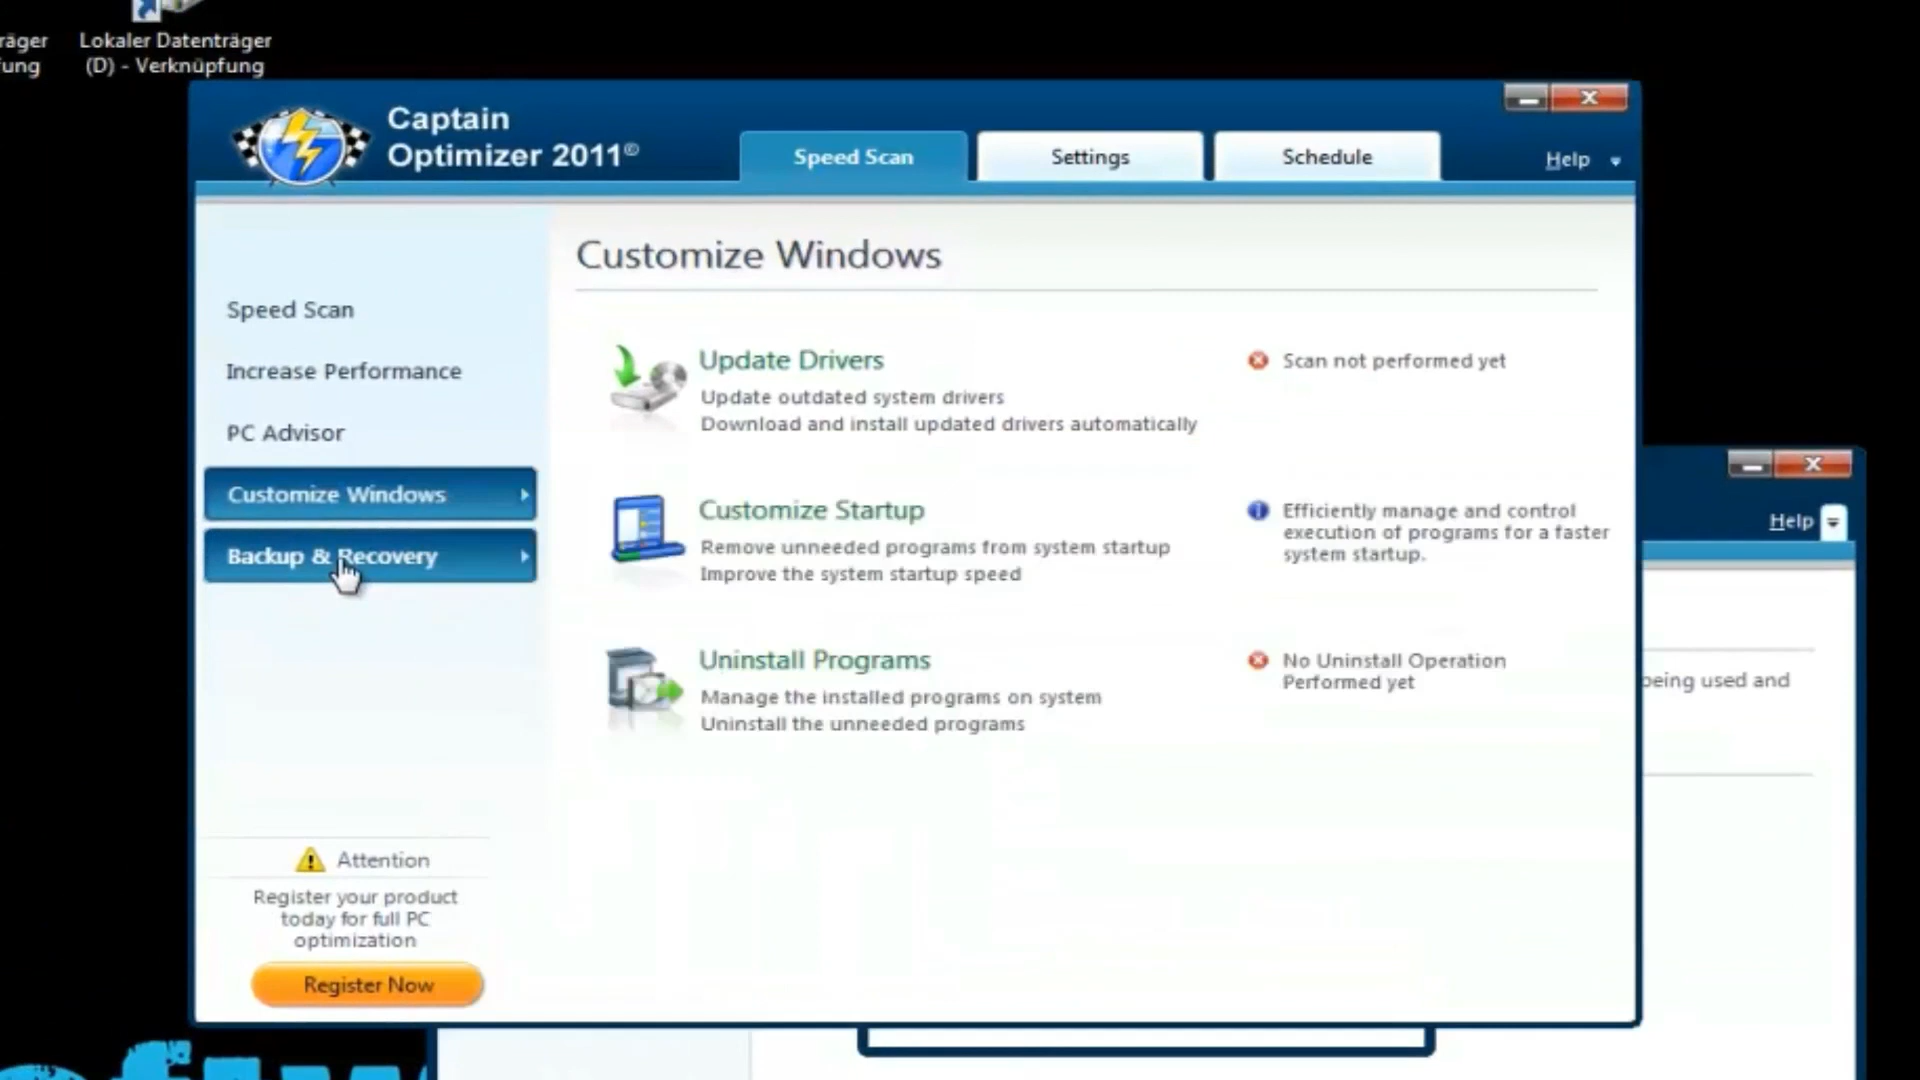 Lokaler Datenträger
(D) - Verknüpfung
Captain
Optimizer 2011©
Speed Scan
Settings
Schedule
Help
Customize Windows
Speed Scan
Increase Performance
PC Advisor
Customize Windows
Backup & Recovery
Update Drivers
Update outdated system drivers
Download and install updated drivers automatically
Scan not performed yet
Customize Startup
Remove unneeded programs from system startup
Improve the system startup speed
Efficiently manage and control
execution of programs for a faster
system startup.
Uninstall Programs
Manage the installed programs on system
Uninstall the unneeded programs
No Uninstall Operation
Performed yet
Attention
Register your product
today for full PC
optimization
Register Now
Help
being used and